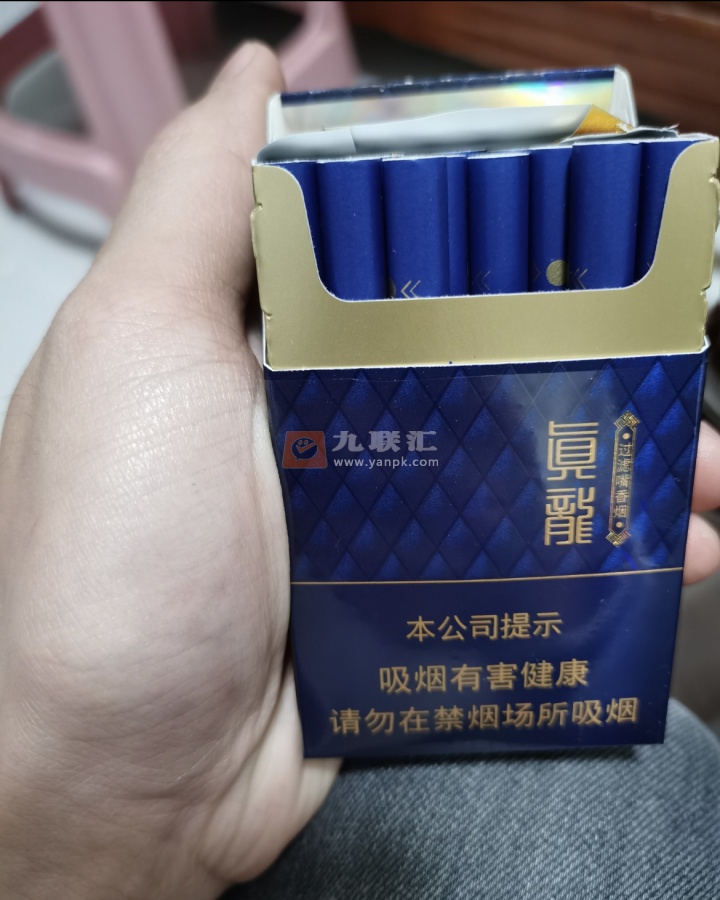 九联汇
www.yanpk.com
真龍
过滤嘴香烟
本公司提示
吸烟有害健康
请勿在禁烟场所吸烟